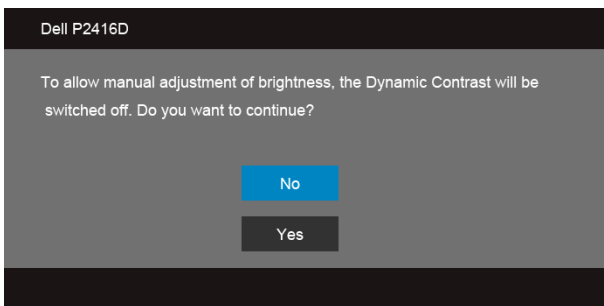 Dell P2416D
To allow manual adjustment of brightness, the Dynamic Contrast will be
switched off. Do you want to continue?
No
Yes